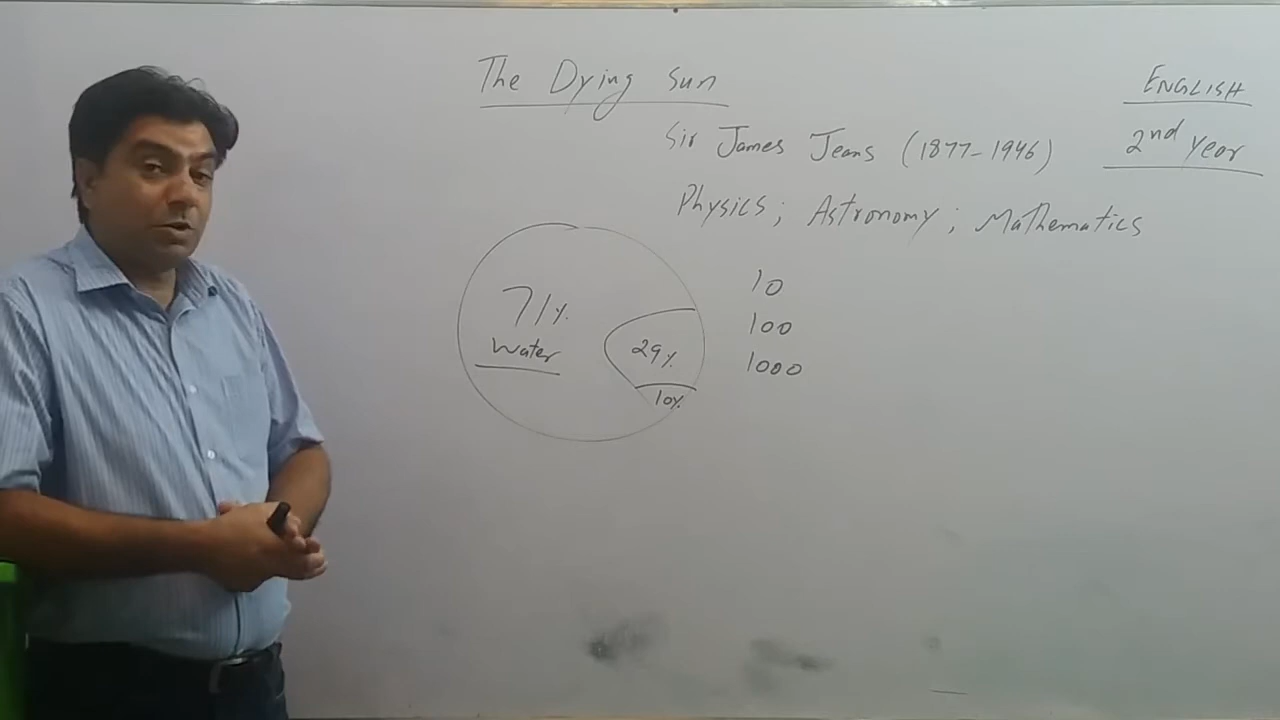 The Dying Sun
ENGLISH
2nd year
Sir James Jeans (1877-1946)
Physics; Astronomy; Mathematics
71%
Water
29%
10%
10
100
1000